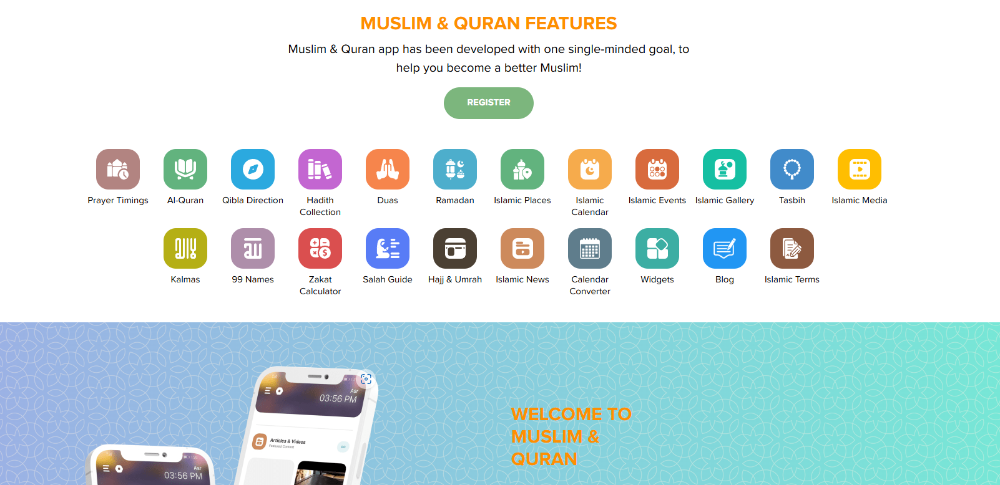 MUSLIM & QURAN FEATURES
Muslim & Quran app has been developed with one single-minded goal, to
help you become a better Muslim!
REGISTER
Prayer Timings
Al-Quran
Qibla Direction
Hadith
Collection
Duas
Ramadan
Islamic Places
Islamic
Calendar
Islamic Events
Islamic Gallery
Tasbih
Islamic Media
Kalmas
99 Names
Zakat
Calculator
Salah Guide
Hajj & Umrah
Islamic News
Calendar
Converter
Widgets
Blog
Islamic Terms
Asr
03:56 PM
Articles & Videos
Featured Content
Asr
03:56 PM
WELCOME TO
MUSLIM &
QURAN